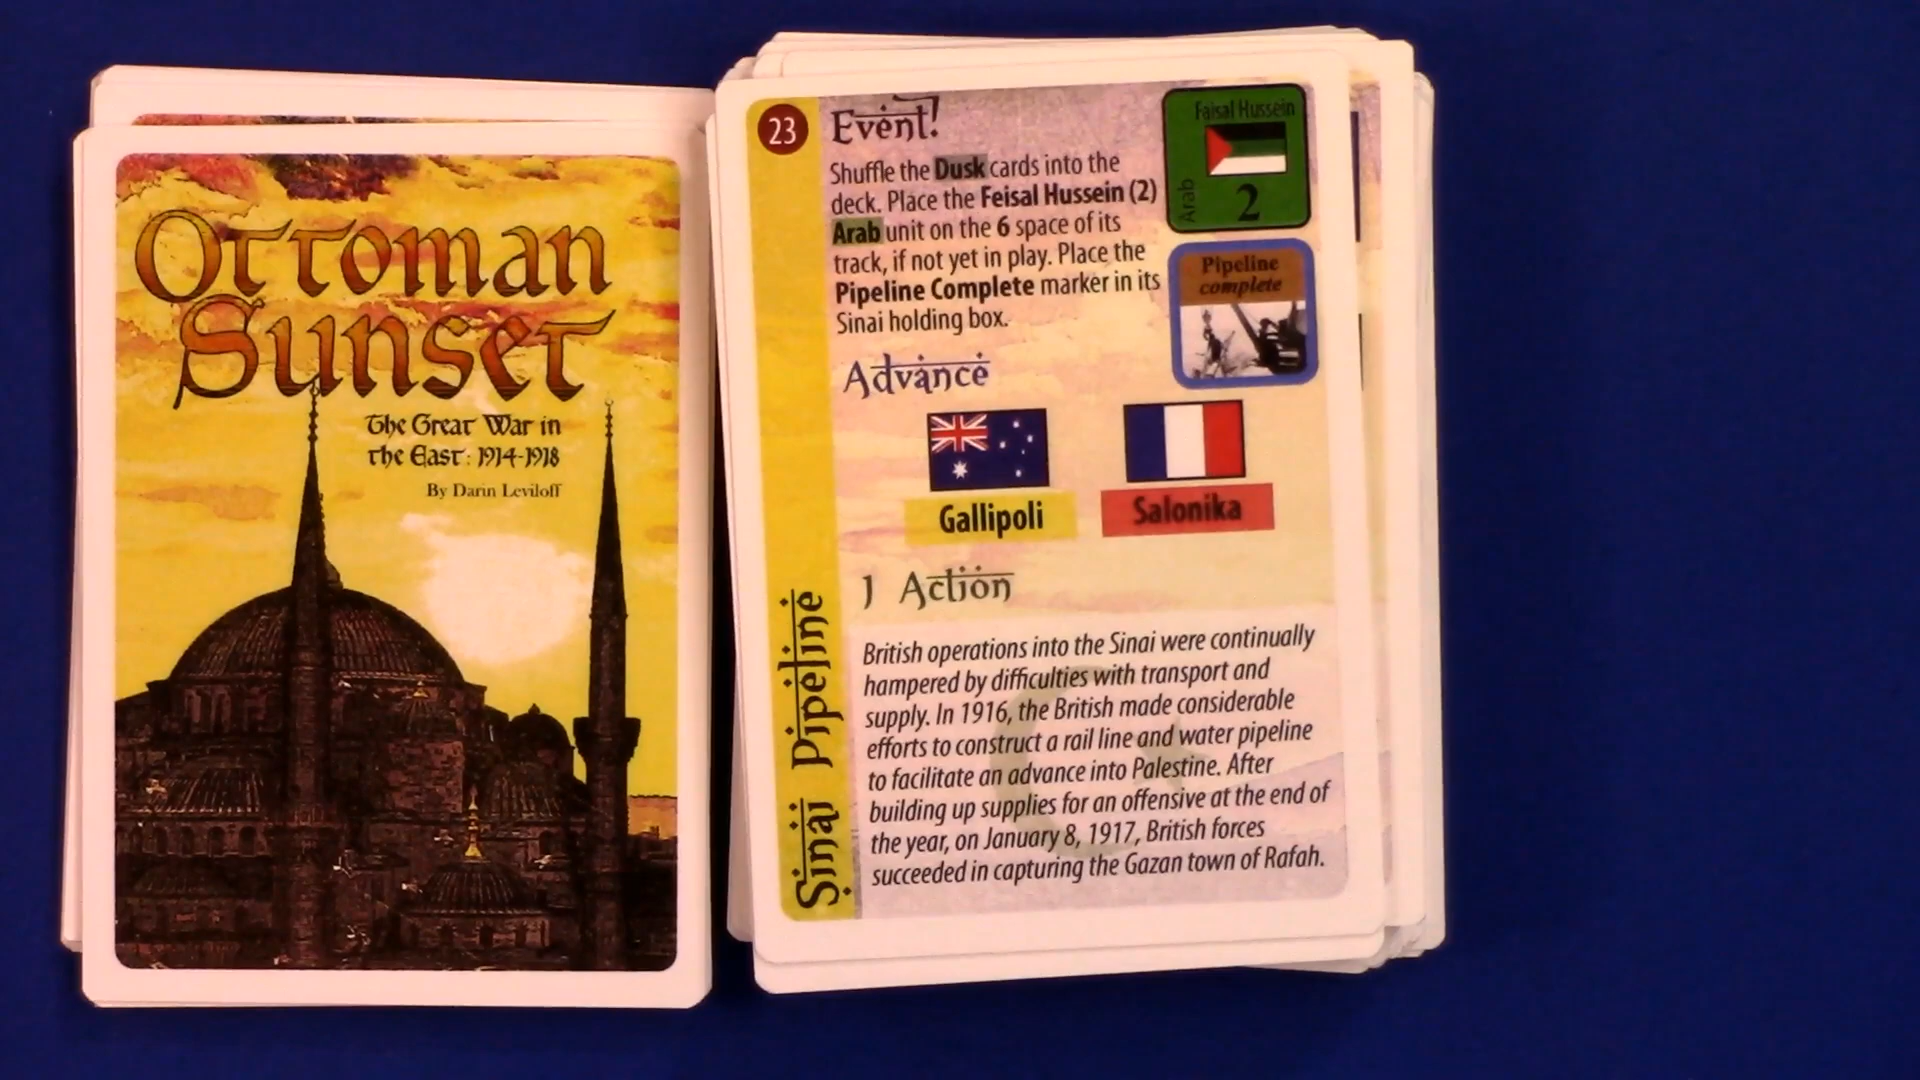 Ottoman
Sunset
The Great War in
the East: 1914-1918
By Darin Leviloff
23
Event!
Shuffle the Dusk cards into the
deck. Place the Feisal Hussein (2)
Arab unit on the 6 space of its
track, if not yet in play. Place the
Pipeline Complete marker in its
Sinai holding box.
Faisal Hussein
Arab
2
Pipeline
complete
Advance
Gallipoli
Salonika
1 Action
Sinai Pipeline
British operations into the Sinai were continually
hampered by difficulties with transport and
supply. In 1916, the British made considerable
efforts to construct a rail line and water pipeline
to facilitate an advance into Palestine. After
building up supplies for an offensive at the end of
the year, on January 8, 1917, British forces
succeeded in capturing the Gazan town of Rafah.